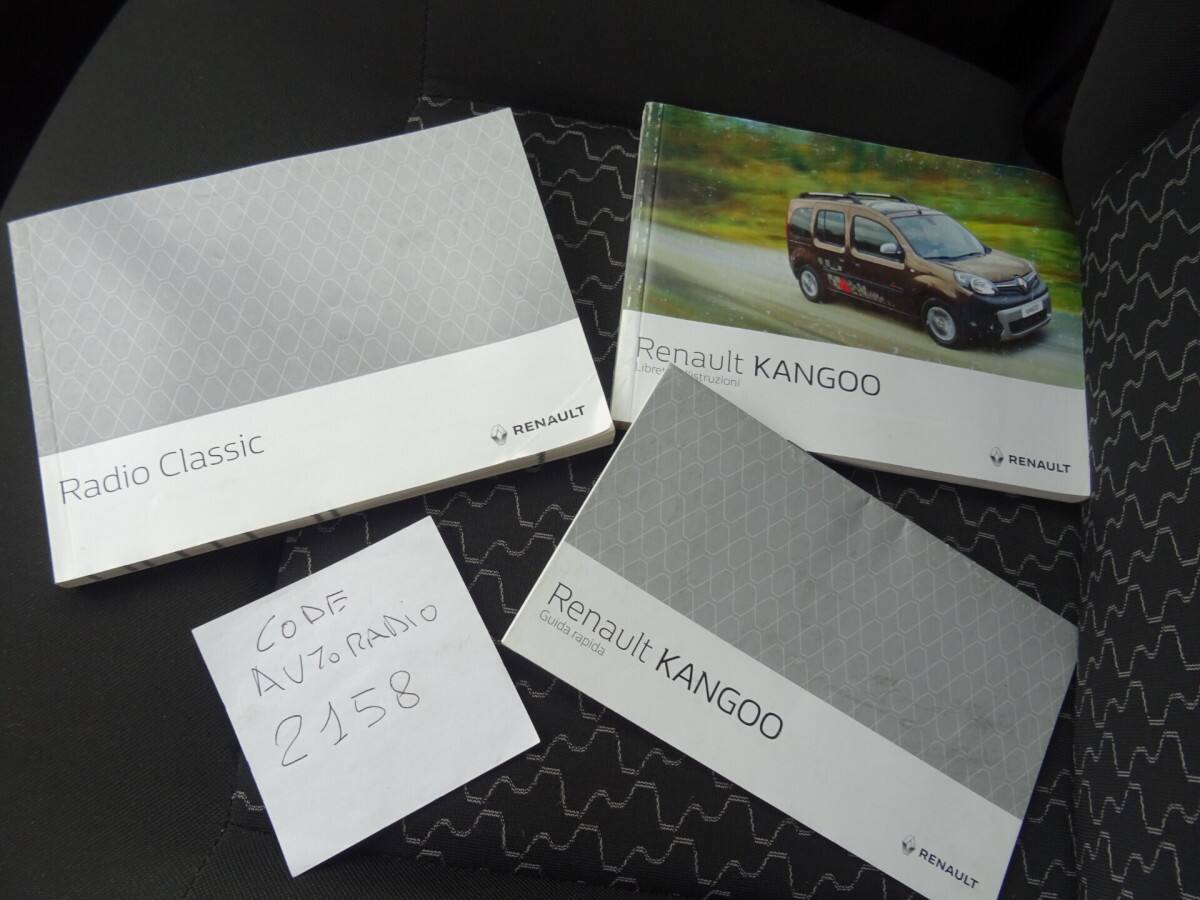 Radio Classic
RENAULT
Renault KANGOO
RENAULT
CODE
AUTORADIO
2158
Renault KANGOO
Guida rapida
RENAULT